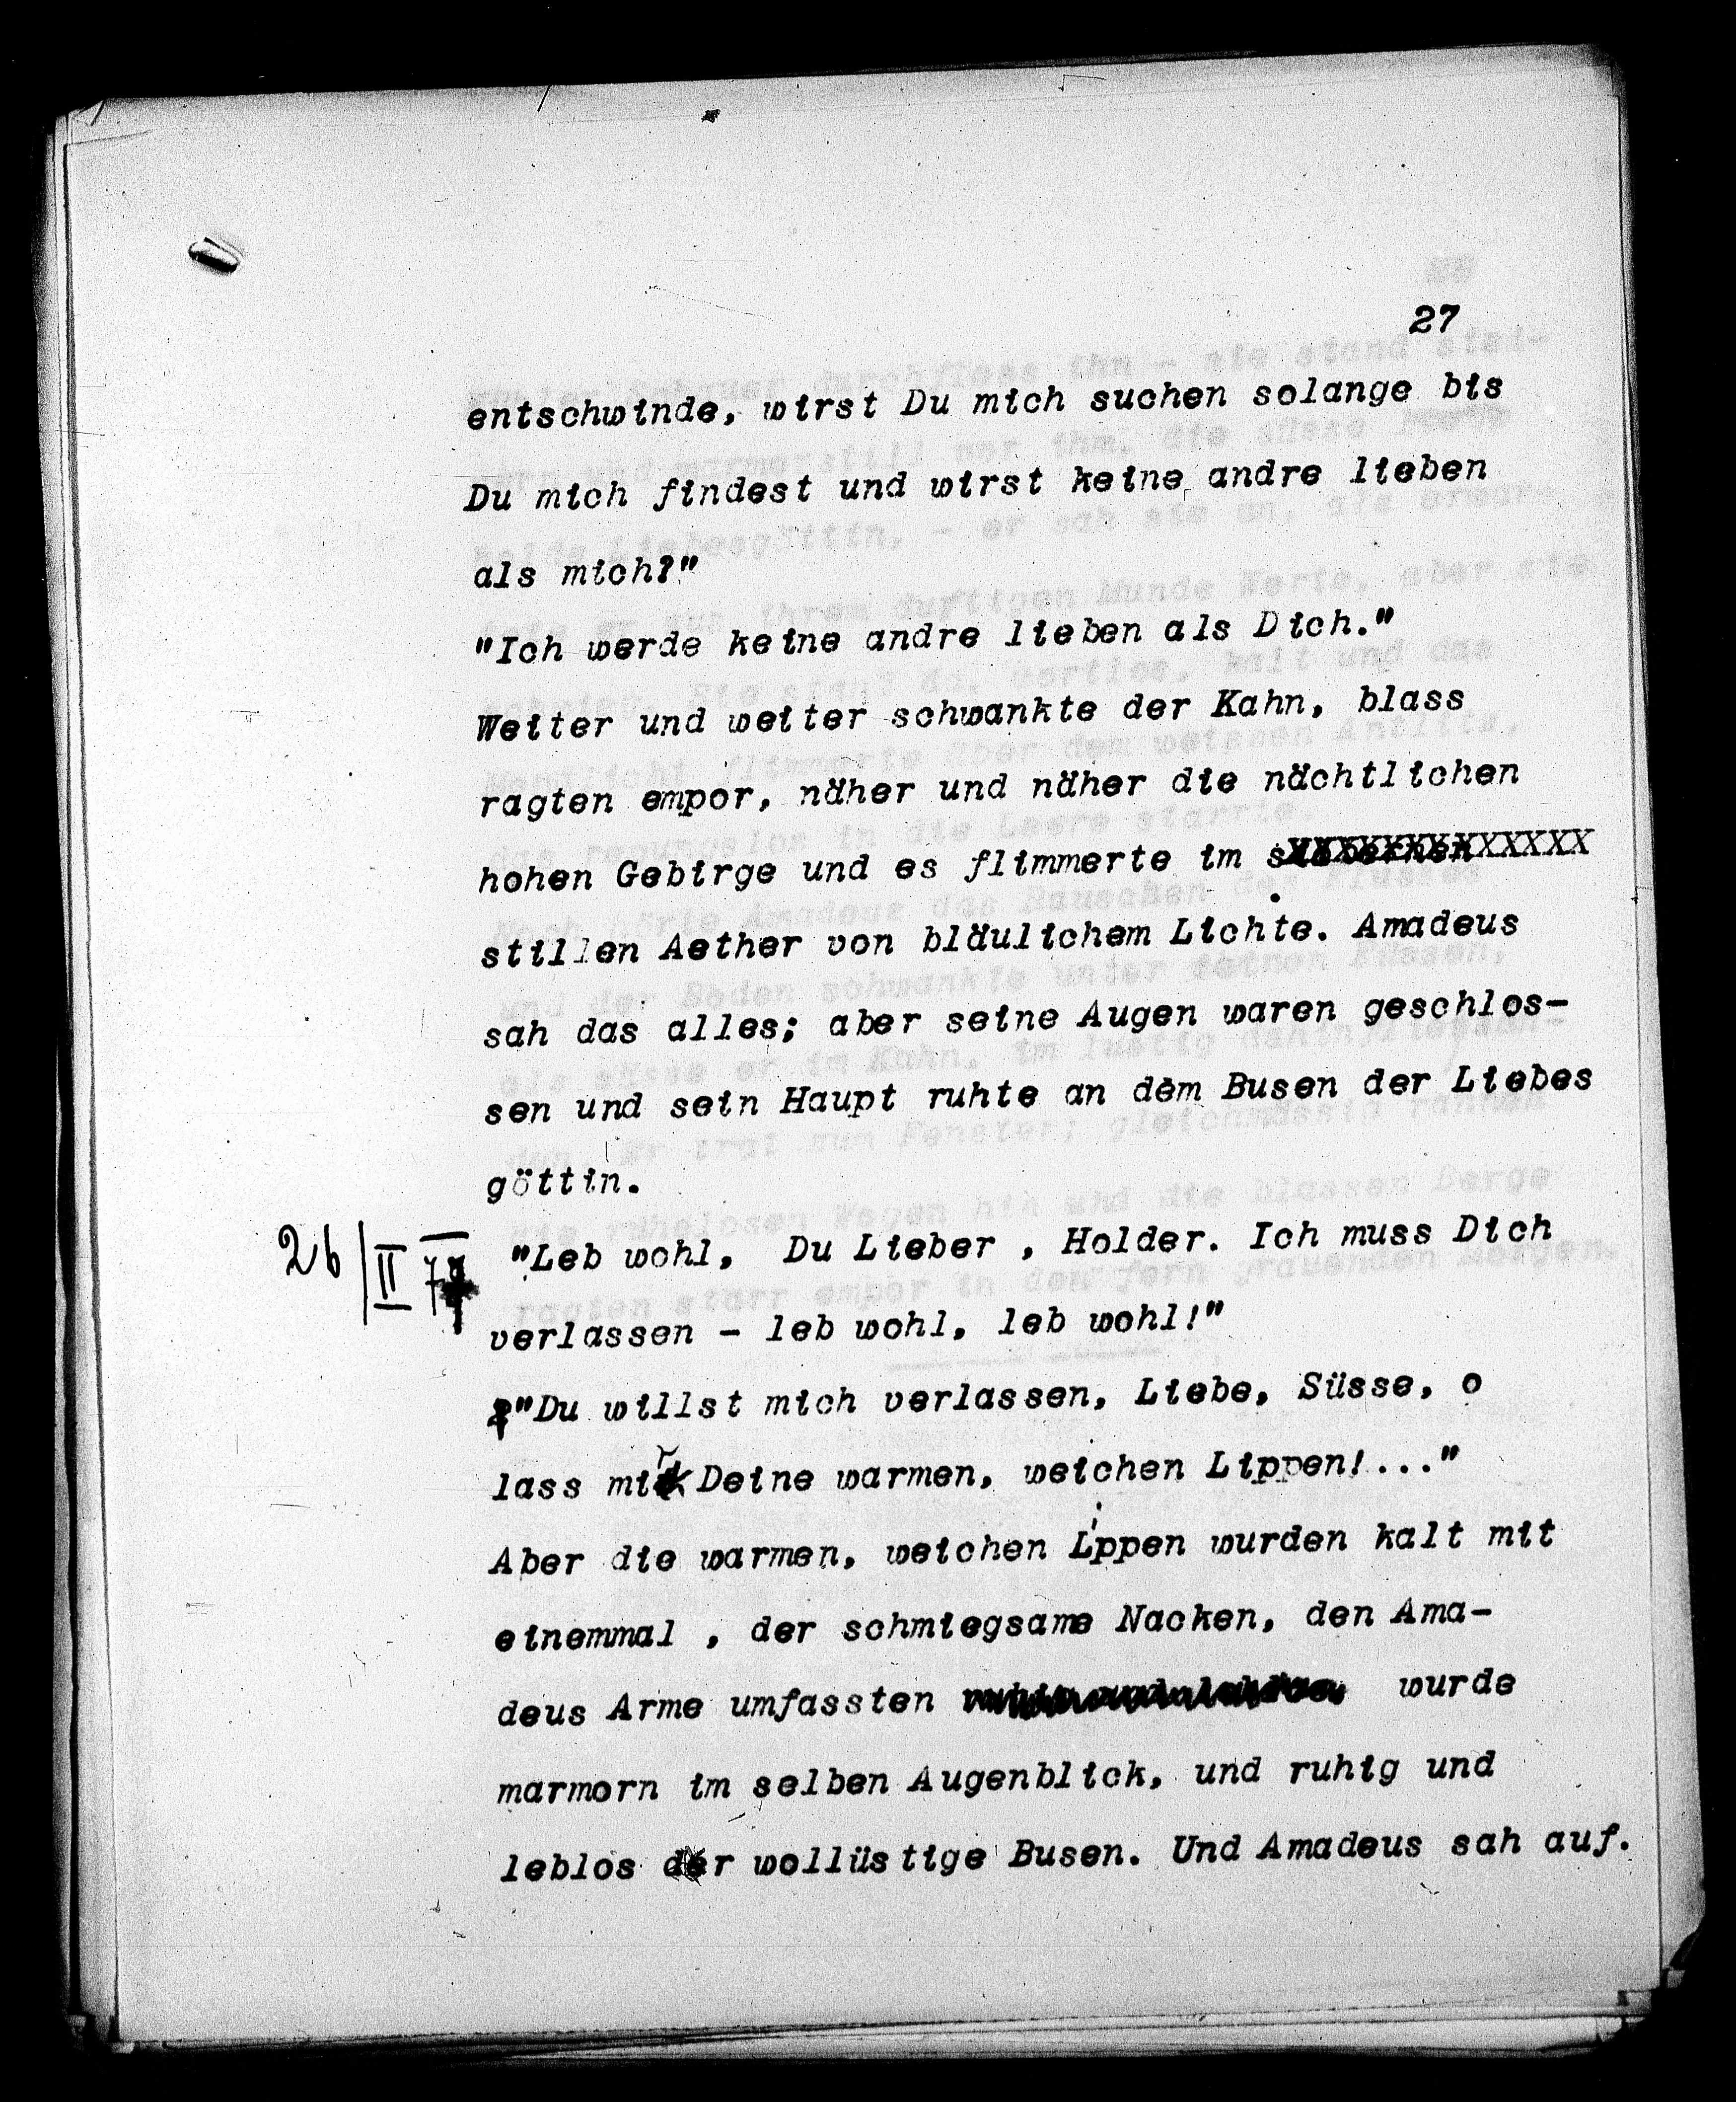 27
entschwinde, wirst Du mich suchen solange bis
Du mich findest und wirst keine andre lieben
als mich?"
"Ich werde keine andre lieben als Dich."
Weiter und weiter schwankte der Kahn, blass
ragten empor, näher und näher die nächtlichen
hohen Gebirge und es flimmerte im silbernen
stillen Aether von bläulichem Lichte. Amadeus
sah das alles; aber seine Augen waren geschlos-
sen und sein Haupt ruhte an dem Busen der Liebes
göttin.
26/II 79 "Leb wohl, Du Lieber , Holder. Ich muss Dich
verlassen - leb wohl, leb wohl!"
"Du willst mich verlassen, Liebe, Süsse, o
lass mir Deine warmen, weichen Lippen!..."
Aber die warmen, weichen Lippen wurden kalt mit
einemmal , der schmiegsame Nacken, den Ama-
deus Arme umfassten wurde
marmorn im selben Augenblick, und ruhig und
leblos der wollüstige Busen. Und Amadeus sah auf.